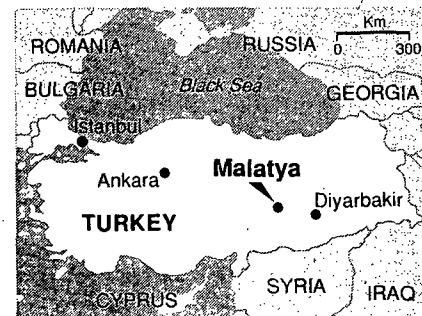 Km
0 300
ROMANIA
RUSSIA
BULGARIA
Black Sea
GEORGIA
Istanbul
Ankara
Malatya
Diyarbakir
TURKEY
CYPRUS
SYRIA
IRAQ